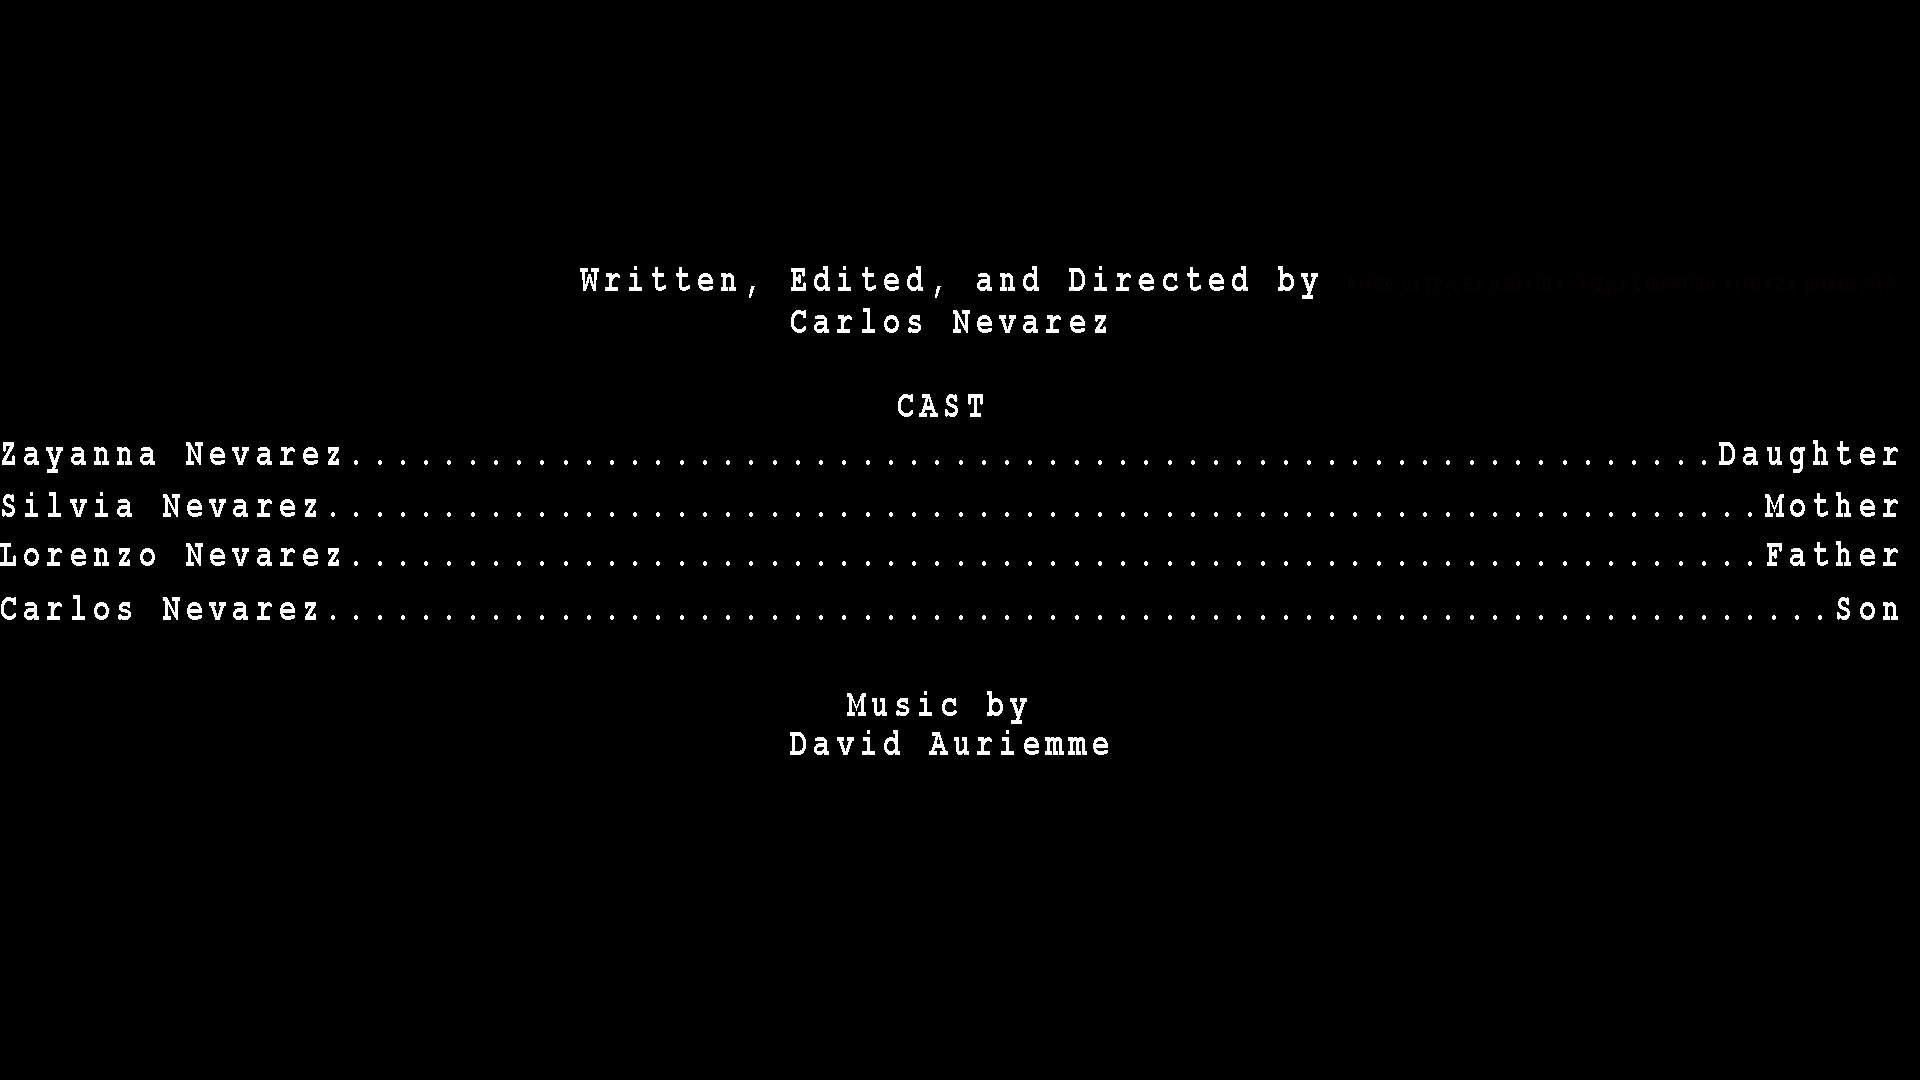 Written, Edited, and Directed by
Carlos Nevarez
CAST
Zayanna Nevarez...........................................................Daughter
Silvia Nevarez..............................................................Mother
Lorenzo Nevarez.............................................................Father
Carlos Nevarez.................................................................Son
Music by
David Auriemme